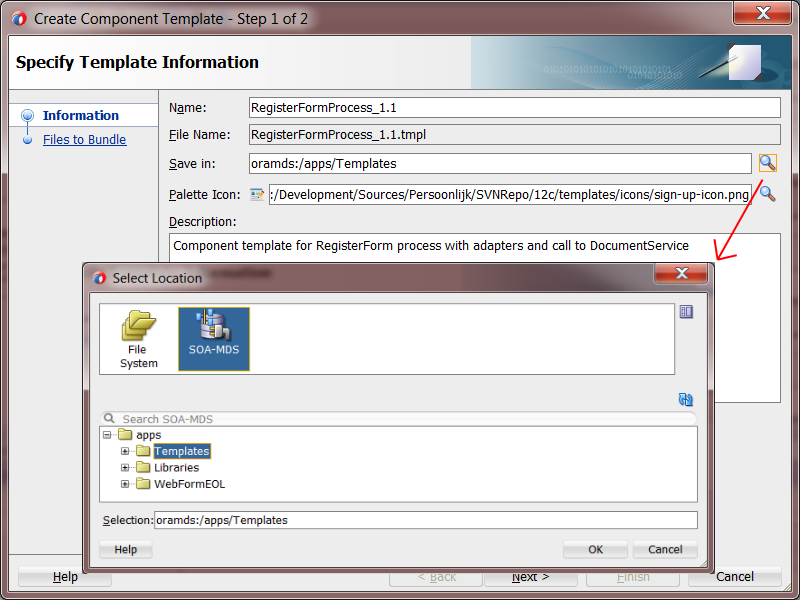 Create Component Template - Step 1 of 2
Specify Template Information
Information
Files to Bundle
Name: RegisterFormProcess_1.1
File Name: RegisterFormProcess_1.1.tmpl
Save in: oramds:/apps/Templates
Palette Icon: :/Development/Sources/Persoonlijk/SVNRepo/12c/templates/icons/sign-up-icon.png
Description:
Component template for RegisterForm process with adapters and call to DocumentService
Select Location
File
System
SOA-MDS
Search SOA-MDS
apps
Templates
Libraries
WebFormEOL
Selection: oramds:/apps/Templates
Help OK Cancel
Help < Back Next > Finish Cancel